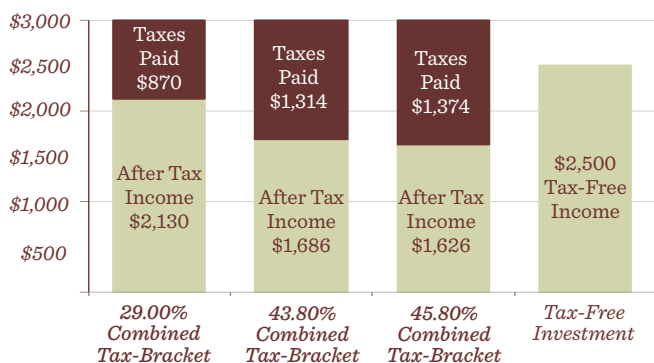 $3,000
$2,500
$2,000
$1,500
$1,000
$500
Taxes
Paid
$870
After Tax
Income
$2,130
Taxes
Paid
$1,314
After Tax
Income
$1,686
Taxes
Paid
$1,374
After Tax
Income
$1,626
$2,500
Tax-Free
Income
29.00%
Combined
Tax-Bracket
43.80%
Combined
Tax-Bracket
45.80%
Combined
Tax-Bracket
Tax-Free
Investment